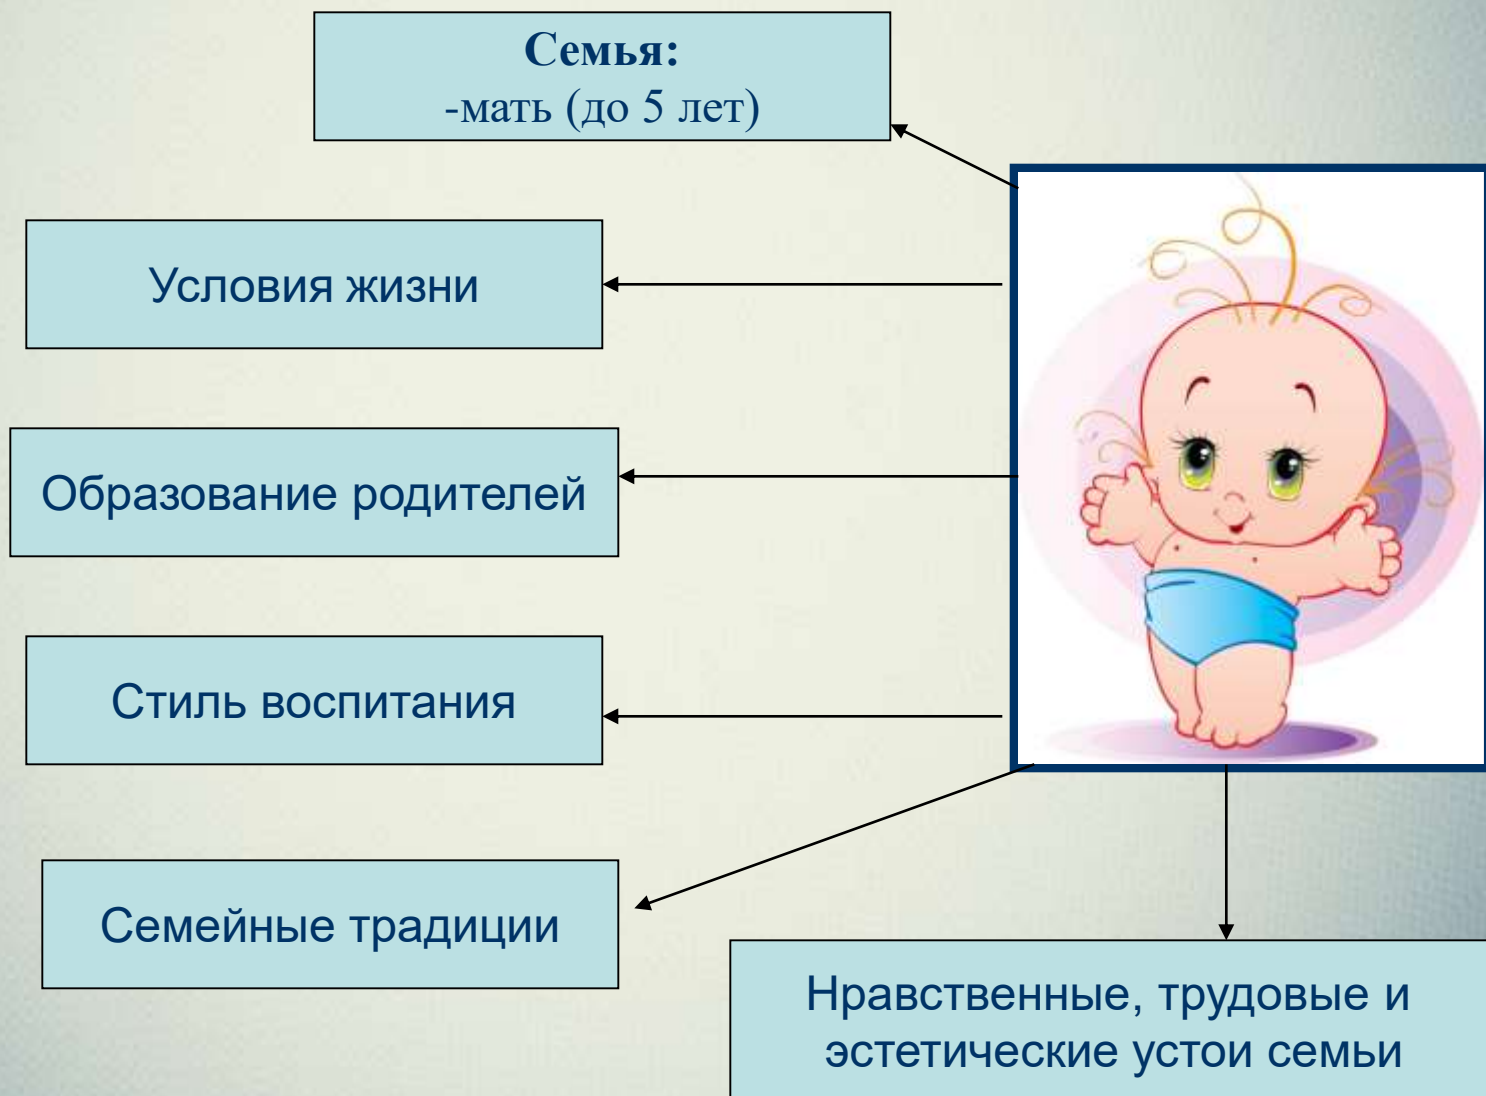 Семья:
-мать (до 5 лет)
Условия жизни
Образование родителей
Стиль воспитания
Семейные традиции
Нравственные, трудовые и
эстетические устои семьи